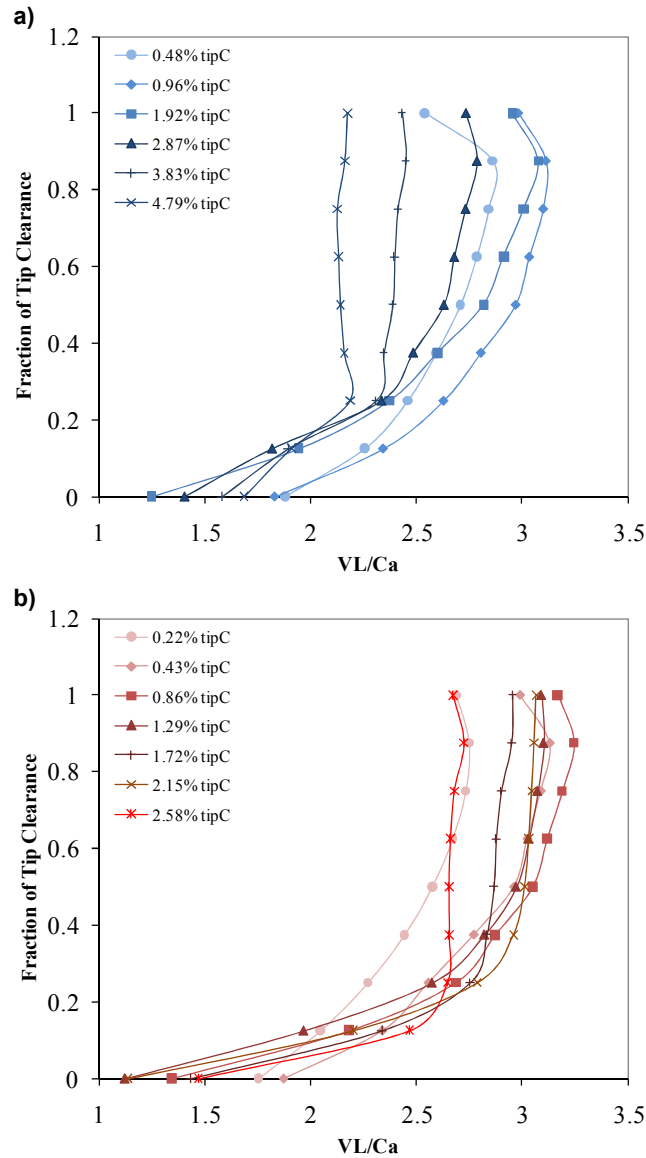 a)
1.2
1
0.8
0.6
0.4
0.2
0
Fraction of Tip Clearance
0.48% tipC
0.96% tipC
1.92% tipC
2.87% tipC
3.83% tipC
4.79% tipC
1 1.5 2 2.5 3 3.5
VL/Ca
b)
1.2
1
0.8
0.6
0.4
0.2
0
Fraction of Tip Clearance
0.22% tipC
0.43% tipC
0.86% tipC
1.29% tipC
1.72% tipC
2.15% tipC
2.58% tipC
1 1.5 2 2.5 3 3.5
VL/Ca